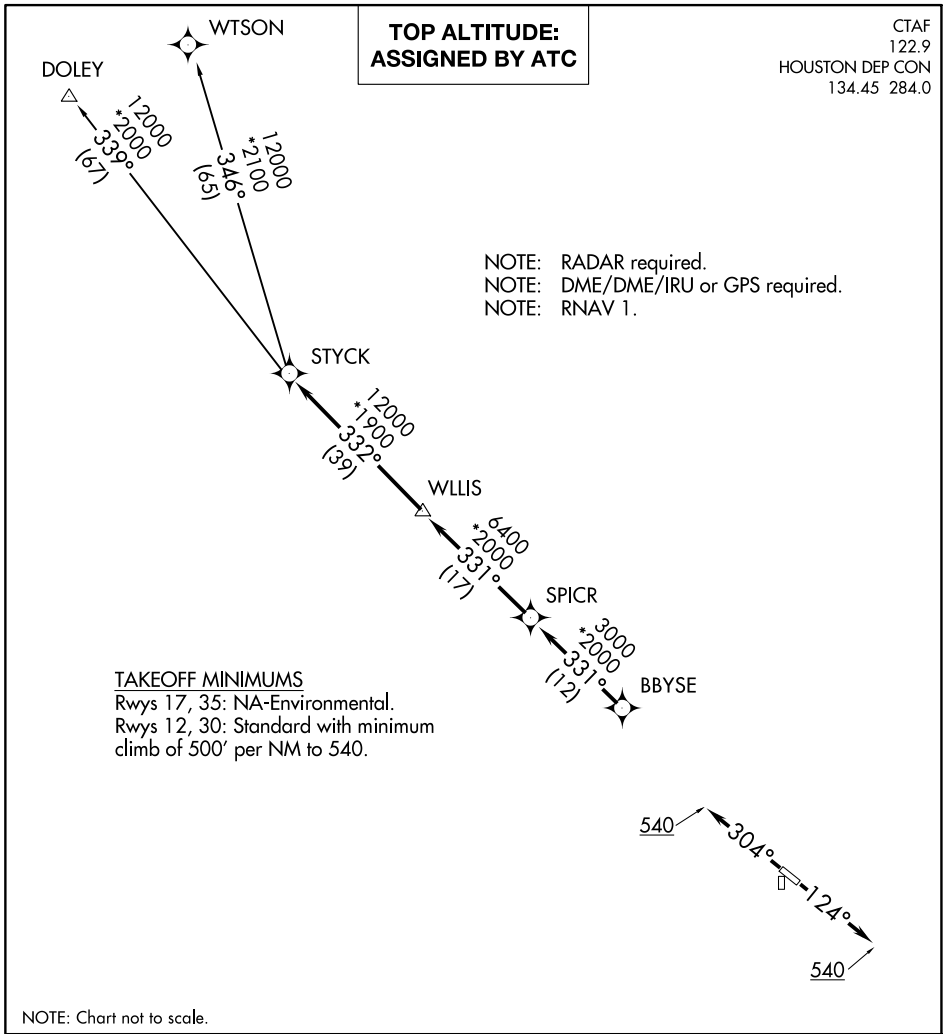 TOP ALTITUDE:
ASSIGNED BY ATC
CTAF
122.9
HOUSTON DEP CON
134.45 284.0
WTSON
DOLEY
12000
*2000
339°
(67)
12000
*2100
346°
(65)
NOTE: RADAR required.
NOTE: DME/DME/IRU or GPS required.
NOTE: RNAV 1.
STYCK
12000
*1900
332°
(39)
WLLIS
6400
*2000
331°
(17)
SPICR
3000
*2000
331°
(12)
BBYSE
TAKEOFF MINIMUMS
Rwys 17, 35: NA-Environmental.
Rwys 12, 30: Standard with minimum
climb of 500' per NM to 540.
540
304°
124°
540
NOTE: Chart not to scale.